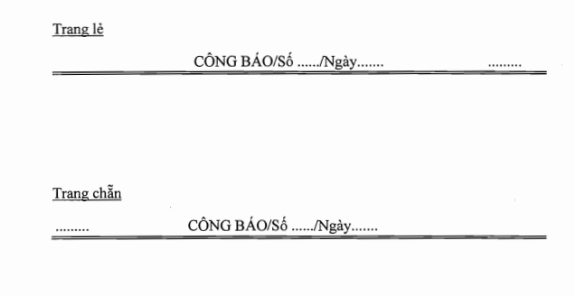 Trang lẻ
CÔNG BÁO/Số ....../Ngày....... .........
Trang chẵn
......... CÔNG BÁO/Số ....../Ngày.......